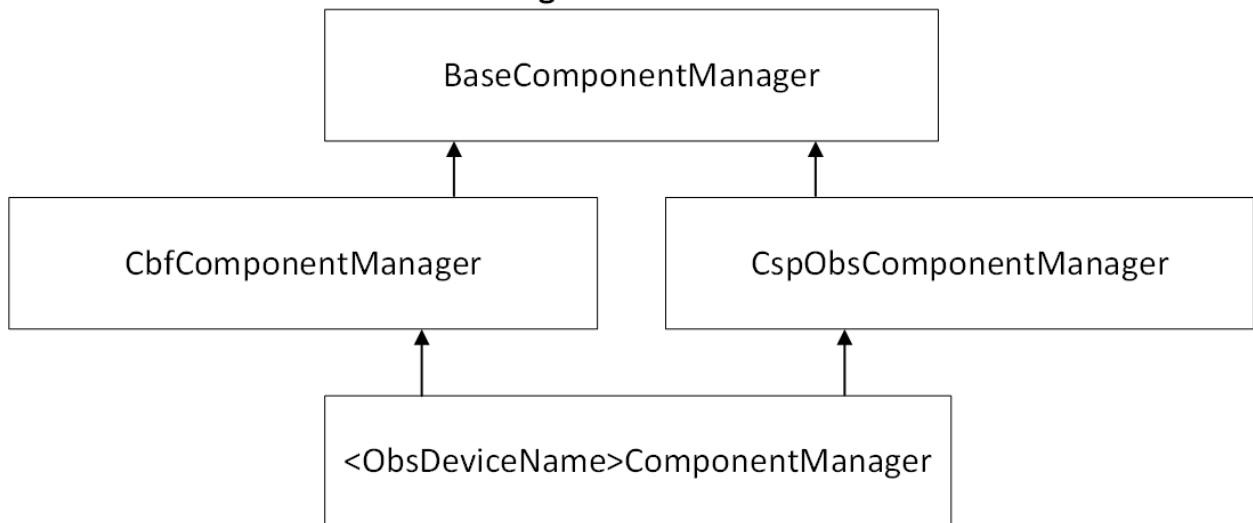 BaseComponentManager
CbfComponentManager
CspObsComponentManager
<ObsDeviceName>ComponentManager